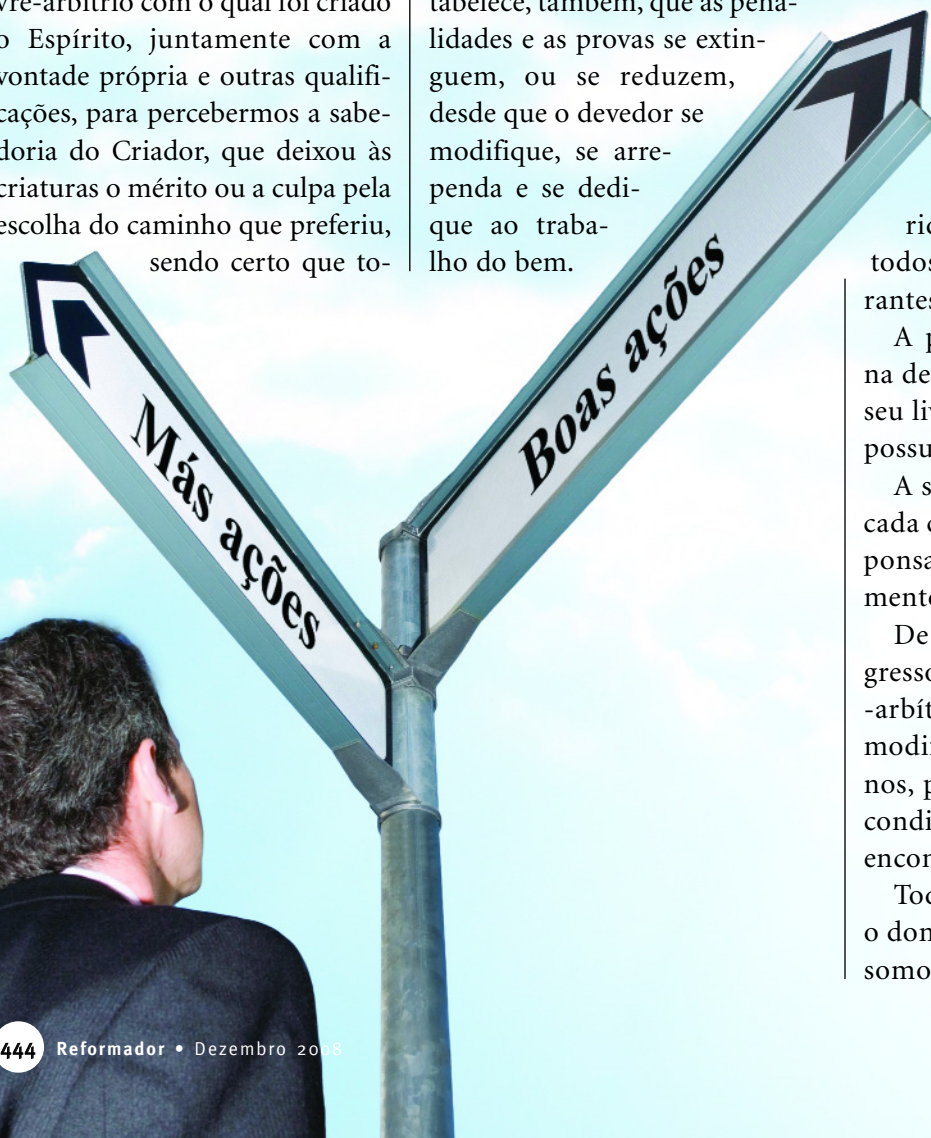 vre-arbítrio com o qual foi criado
o Espírito, juntamente com a
vontade própria e outras qualifi-
cações, para percebermos a sabe-
doria do Criador, que deixou às
criaturas o mérito ou a culpa pela
escolha do caminho que preferiu,
sendo certo que to-
tabelece, também, que as pena-
lidades e as provas se extin-
guem, ou se reduzem,
desde que o devedor se
modifique, se arre-
penda e se dedi-
que ao traba-
lho do bem.
Más ações
Boas ações
todos
rantes
A p
na de
seu li
possu
A s
cada
ponsa
mento
De
gresso
-arbít
modi
nos, p
condi
encon
Tod
o don
somo
444 Reformador • Dezembro 2008